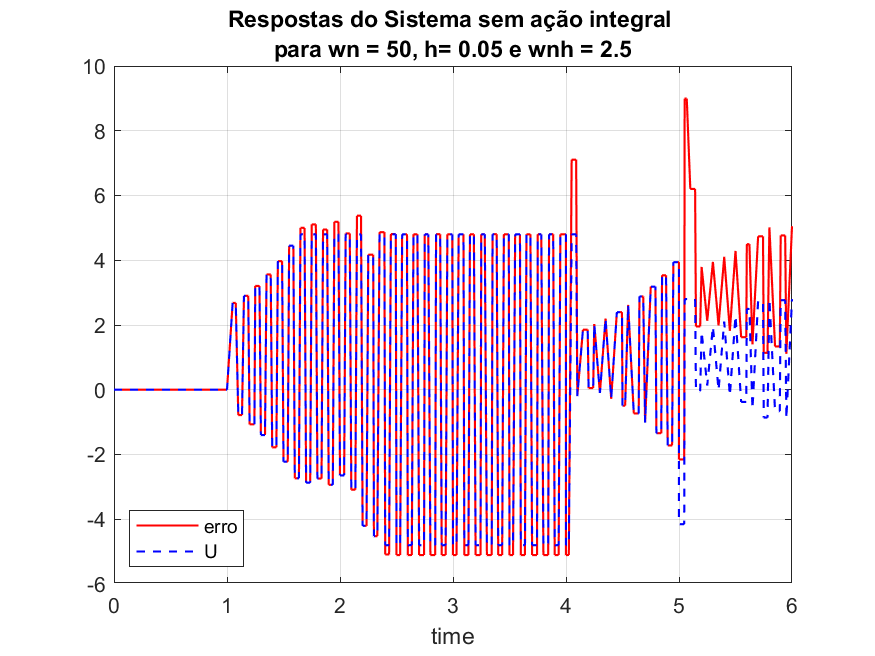 Respostas do Sistema sem ação integral
para wn = 50, h= 0.05 e wnh = 2.5
10
8
6
4
2
0
-2
-4
-6
erro
U
0 1 2 3 4 5 6
time